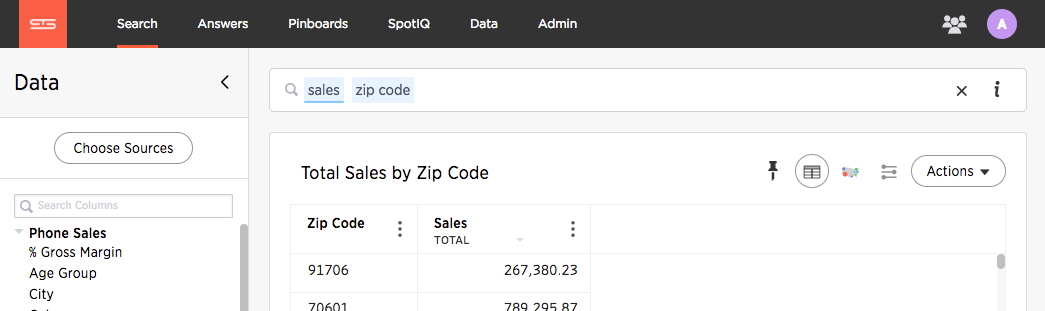 Search Answers Pinboards SpotIQ Data Admin A
Data
sales zip code
i
Choose Sources
Total Sales by Zip Code
Actions
Search Columns
Phone Sales
% Gross Margin
Age Group
City
Zip Code Sales
TOTAL
91706 267,380.23
70601 789,295.87